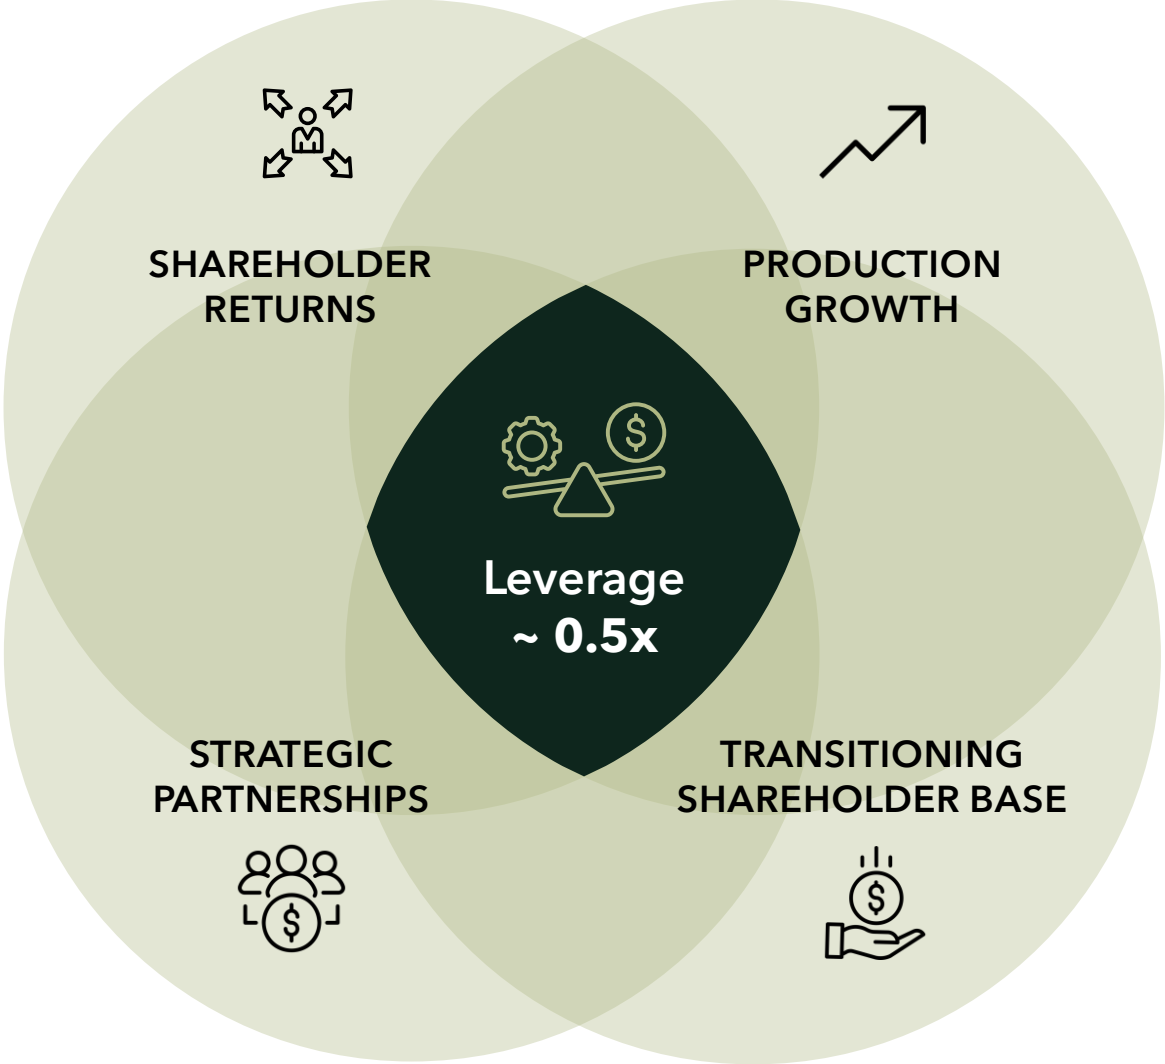 SHAREHOLDER
RETURNS
PRODUCTION
GROWTH
Leverage
~ 0.5x
STRATEGIC
PARTNERSHIPS
TRANSITIONING
SHAREHOLDER BASE